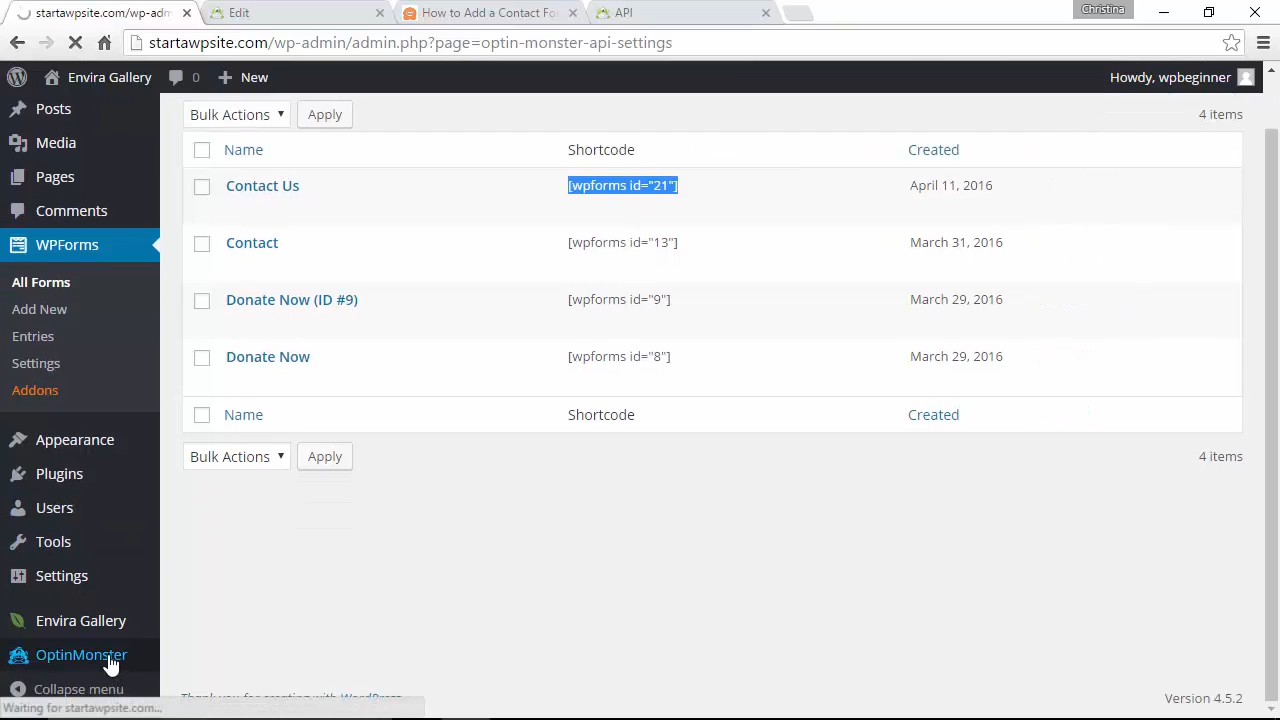 startawpsite.com/wp-adm
Edit
How to Add a Contact For
API
Christina
startawpsite.com/wp-admin/admin.php?page=optin-monster-api-settings
Envira Gallery
0
New
Howdy, wpbeginner
Posts
Media
Pages
Comments
WPForms
All Forms
Add New
Entries
Settings
Addons
Appearance
Plugins
Users
Tools
Settings
Envira Gallery
OptinMonster
Collapse menu
Waiting for startawpsite.com...
Bulk Actions
Apply
4 items
Name Shortcode Created
Contact Us [wpforms id="21"] April 11, 2016
Contact [wpforms id="13"] March 31, 2016
Donate Now (ID #9) [wpforms id="9"] March 29, 2016
Donate Now [wpforms id="8"] March 29, 2016
Name Shortcode Created
Bulk Actions
Apply
4 items
Thank you for creating with WordPress.
Version 4.5.2